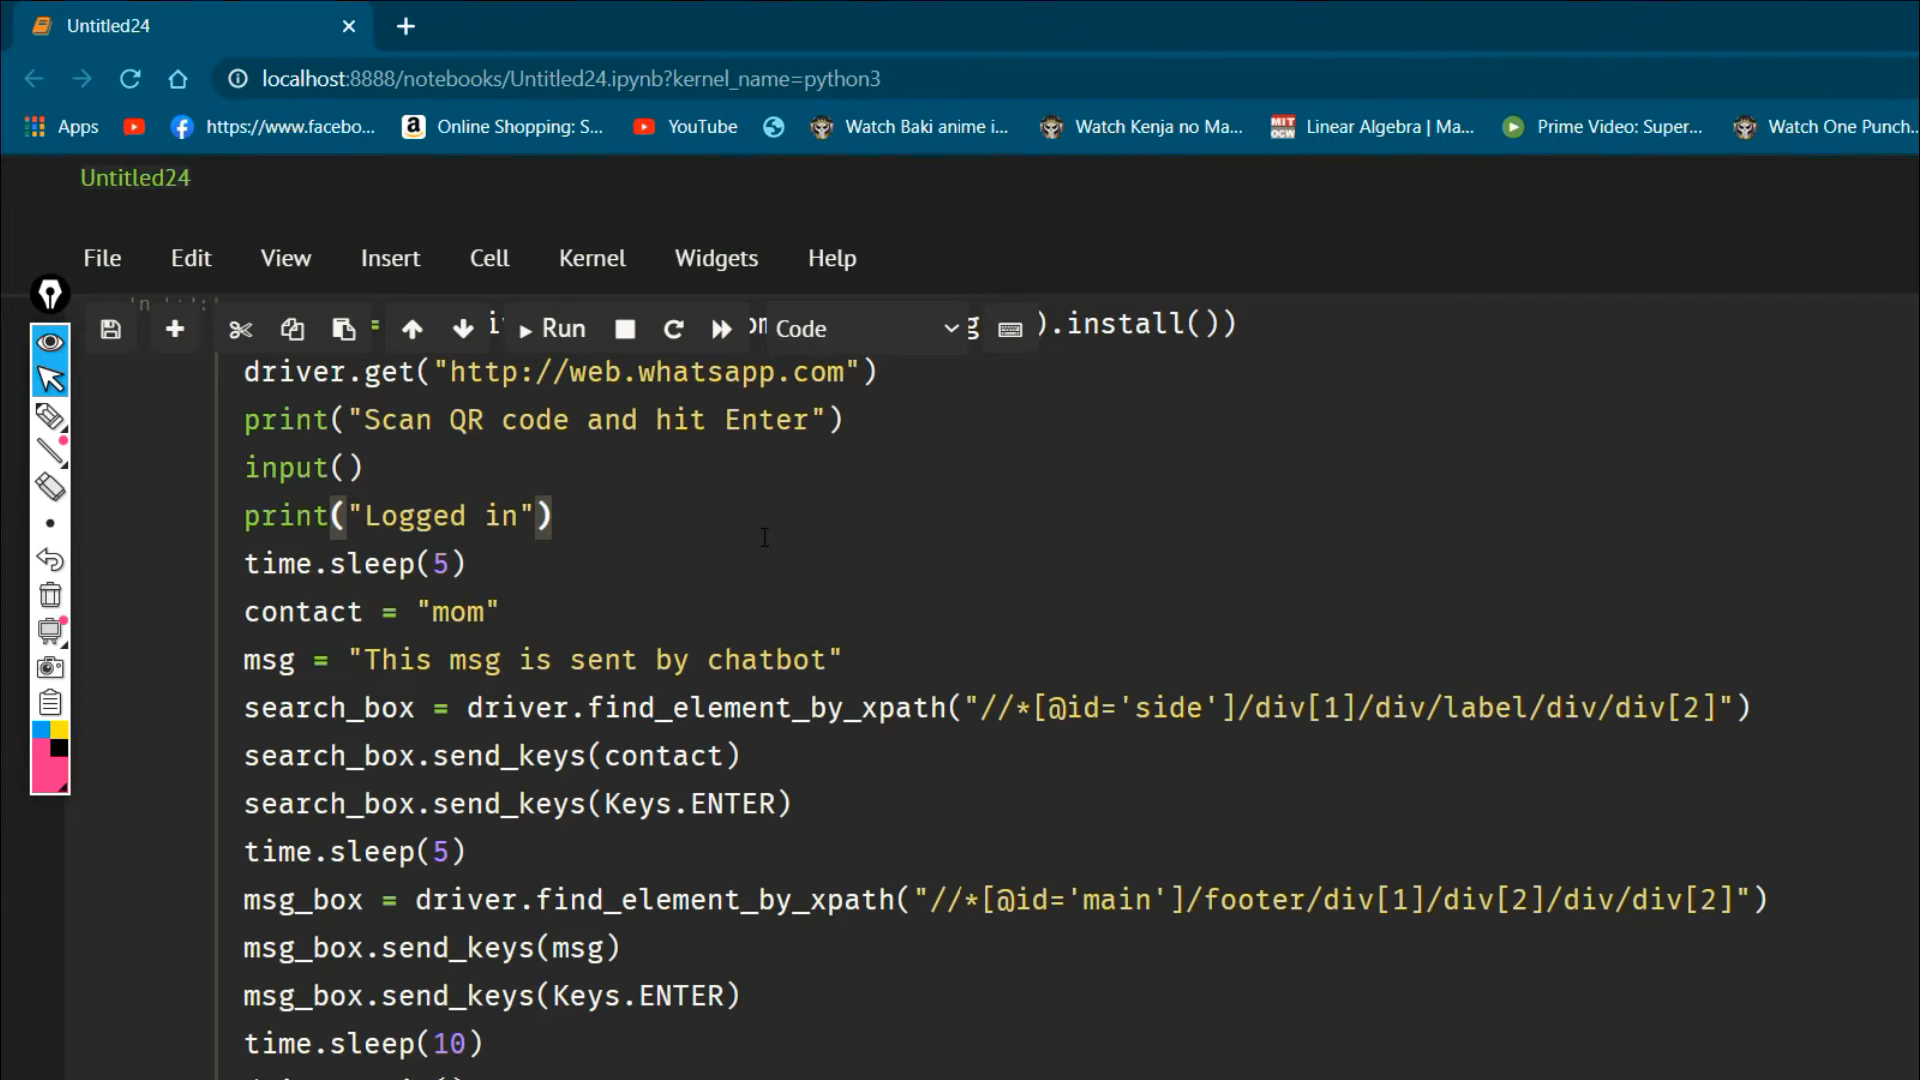 Untitled24
localhost:8888/notebooks/Untitled24.ipynb?kernel_name=python3
Apps https://www.facebo... Online Shopping: S... YouTube Watch Baki anime i... Watch Kenja no Ma... MIT OCW Linear Algebra | Ma... Prime Video: Super... Watch One Punch...
Untitled24
File Edit View Insert Cell Kernel Widgets Help
Run Code ).install())
driver.get("http://web.whatsapp.com")
print("Scan QR code and hit Enter")
input()
print("Logged in")
time.sleep(5)
contact = "mom"
msg = "This msg is sent by chatbot"
search_box = driver.find_element_by_xpath("//*[@id='side']/div[1]/div/label/div/div[2]")
search_box.send_keys(contact)
search_box.send_keys(Keys.ENTER)
time.sleep(5)
msg_box = driver.find_element_by_xpath("//*[@id='main']/footer/div[1]/div[2]/div/div[2]")
msg_box.send_keys(msg)
msg_box.send_keys(Keys.ENTER)
time.sleep(10)